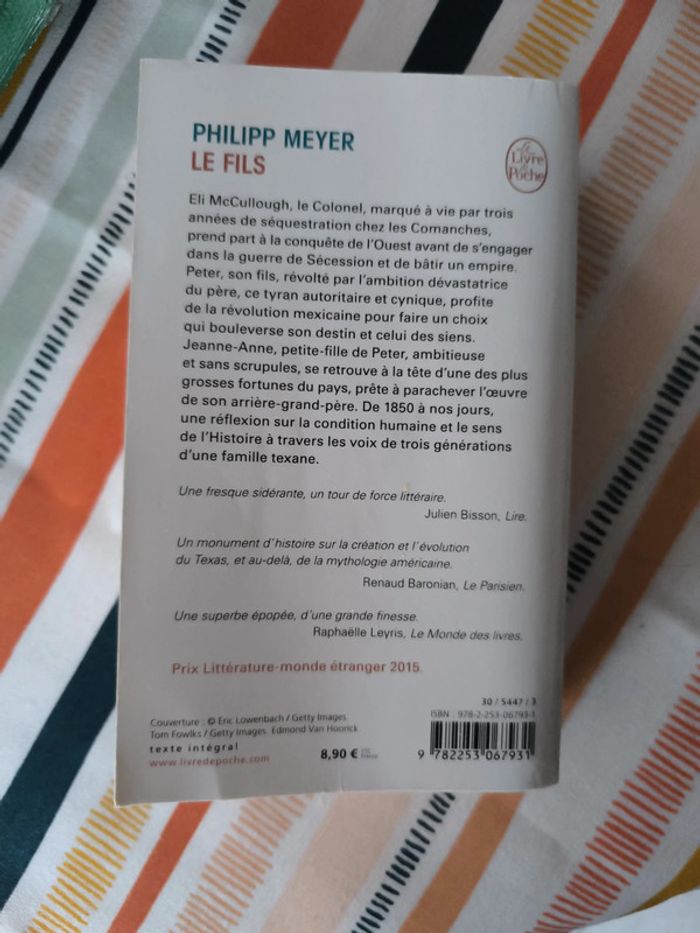 PHILIPP MEYER
LE FILS
Le
Livre
de
Poche
Eli McCullough, le Colonel, marqué à vie par trois
années de séquestration chez les Comanches,
prend part à la conquête de l'Ouest avant de s'engager
dans la guerre de Sécession et de bâtir un empire.
Peter, son fils, révolté par l'ambition dévastatrice
du père, ce tyran autoritaire et cynique, profite
de la révolution mexicaine pour faire un choix
qui bouleverse son destin et celui des siens.
Jeanne-Anne, petite-fille de Peter, ambitieuse
et sans scrupules, se retrouve à la tête d'une des plus
grosses fortunes du pays, prête à parachever l'œuvre
de son arrière-grand-père. De 1850 à nos jours,
une réflexion sur la condition humaine et le sens
de l'Histoire à travers les voix de trois générations
d'une famille texane.
Une fresque sidérante, un tour de force littéraire.
Julien Bisson, Lire.
Un monument d'histoire sur la création et l'évolution
du Texas, et au-delà, de la mythologie américaine.
Renaud Baronian, Le Parisien.
Une superbe épopée, d'une grande finesse.
Raphaëlle Leyris, Le Monde des livres.
Prix Littérature-monde étranger 2015.
30 / 5447 / 3
ISBN : 978-2-253-06793-1
Couverture : © Eric Lowenbach / Getty Images.
Tom Fowlks / Getty Images. Edmond Van Hoorick.
texte intégral
www.livredepoche.com
8,90 €
France
9 782253 067931